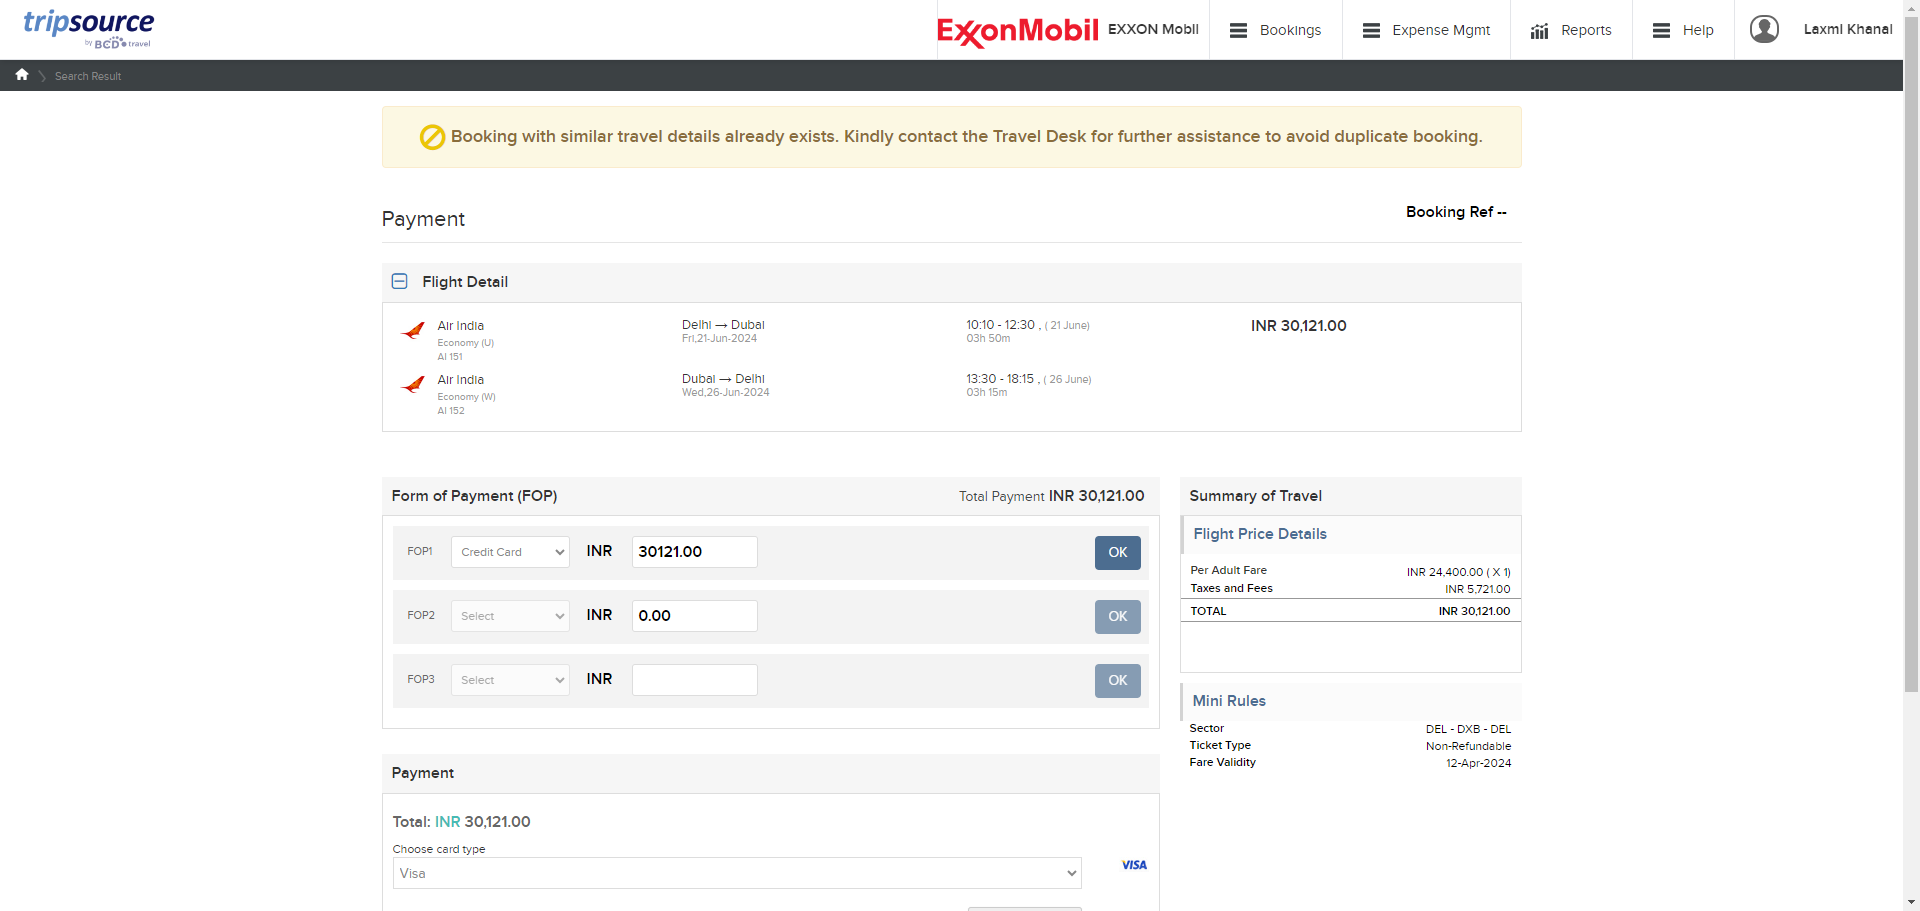 tripsource
by BCD travel
ExxonMobil
EXXON Mobil
Bookings
Expense Mgmt
Reports
Help
Laxmi Khanal
Search Result
Booking with similar travel details already exists. Kindly contact the Travel Desk for further assistance to avoid duplicate booking.
Payment
Booking Ref --
Flight Detail
Air India
Economy (U)
AI 151
Delhi → Dubai
Fri,21-Jun-2024
10:10 - 12:30 , ( 21 June)
03h 50m
INR 30,121.00
Air India
Economy (W)
AI 152
Dubai → Delhi
Wed,26-Jun-2024
13:30 - 18:15 , ( 26 June)
03h 15m
Form of Payment (FOP)
Total Payment INR 30,121.00
FOP1
Credit Card
INR
30121.00
OK
FOP2
Select
INR
0.00
OK
FOP3
Select
INR
OK
Payment
Total: INR 30,121.00
Choose card type
Visa
VISA
Summary of Travel
Flight Price Details
Per Adult Fare
INR 24,400.00 ( X 1)
Taxes and Fees
INR 5,721.00
TOTAL
INR 30,121.00
Mini Rules
Sector
DEL - DXB - DEL
Ticket Type
Non-Refundable
Fare Validity
12-Apr-2024